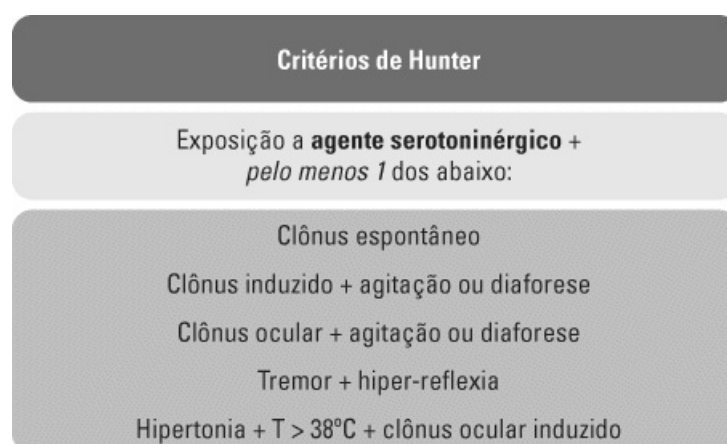 Critérios de Hunter
Exposição a agente serotoninérgico +
pelo menos 1 dos abaixo:
Clônus espontâneo
Clônus induzido + agitação ou diaforese
Clônus ocular + agitação ou diaforese
Tremor + hiper-reflexia
Hipertonia + T > 38ºC + clônus ocular induzido